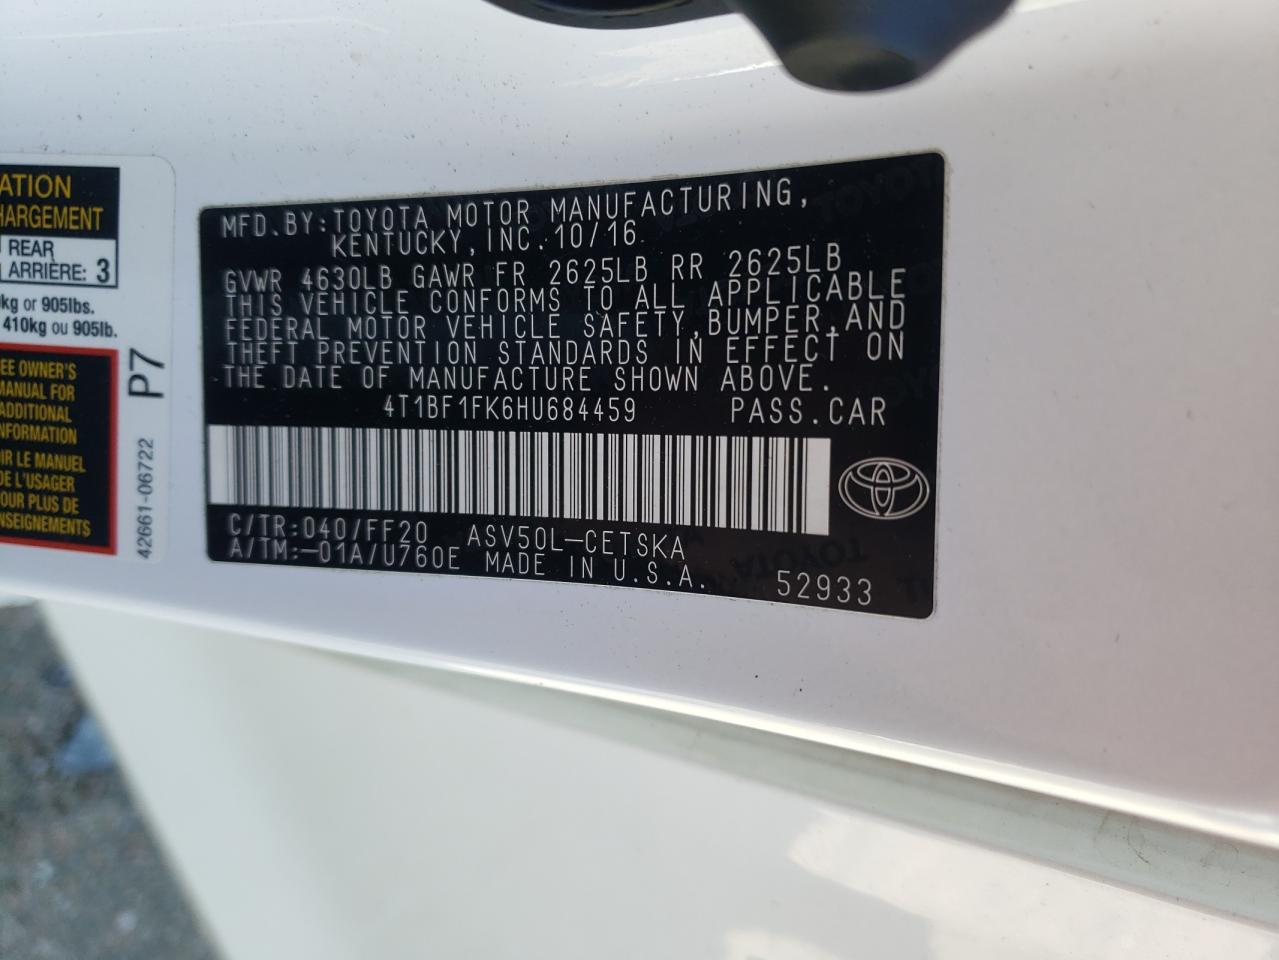 ATION
HARGEMENT
REAR
ARRIÈRE: 3
kg or 905lbs.
410kg ou 905lb.
EE OWNER'S
MANUAL FOR
ADDITIONAL
NFORMATION
IR LE MANUEL
DE L'USAGER
POUR PLUS DE
NSEIGNEMENTS
P7
42661-06722
MFD.BY:TOYOTA MOTOR MANUFACTURING,
KENTUCKY,INC.10/16
GVWR 4630LB GAWR FR 2625LB RR 2625LB
THIS VEHICLE CONFORMS TO ALL APPLICABLE
FEDERAL MOTOR VEHICLE SAFETY,BUMPER,AND
THEFT PREVENTION STANDARDS IN EFFECT ON
THE DATE OF MANUFACTURE SHOWN ABOVE.
4T1BF1FK6HU684459 PASS.CAR
C/TR:040/FF20 ASV50L-CETSKA
A/TM:-01A/U760E MADE IN U.S.A. 52933